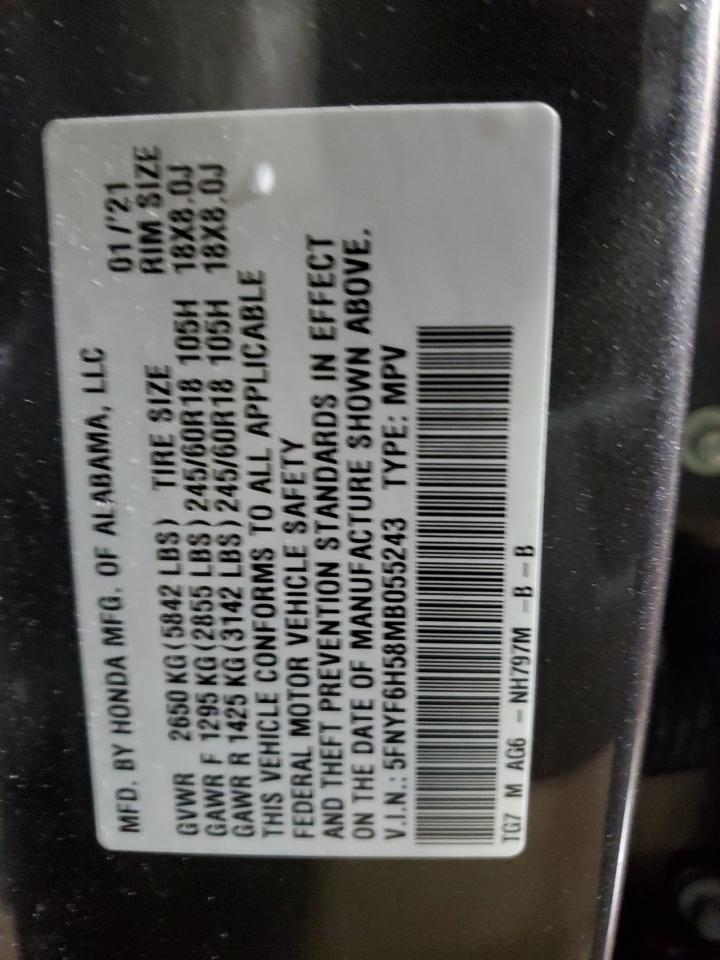 MFD. BY HONDA MFG. OF ALABAMA, LLC 01/'21
GVWR 2650 KG (5842 LBS) TIRE SIZE RIM SIZE
GAWR F 1295 KG (2855 LBS) 245/60R18 105H 18X8.0J
GAWR R 1425 KG (3142 LBS) 245/60R18 105H 18X8.0J
THIS VEHICLE CONFORMS TO ALL APPLICABLE
FEDERAL MOTOR VEHICLE SAFETY
AND THEFT PREVENTION STANDARDS IN EFFECT
ON THE DATE OF MANUFACTURE SHOWN ABOVE.
V.I.N.: 5FNYF6H58MB055243 TYPE: MPV
TG7 M AG6 - NH797M -B -B